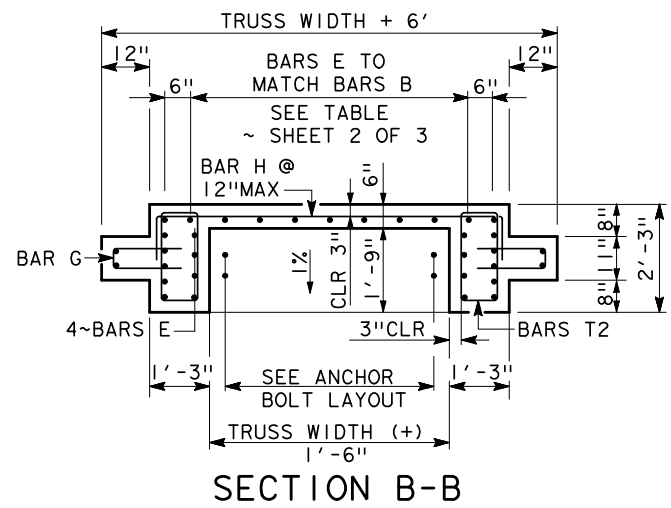 TRUSS WIDTH + 6'
12"
12"
BARS E TO
MATCH BARS B
6"
6"
SEE TABLE
~ SHEET 2 OF 3
BAR H @
12"MAX
6"
BAR G
1%
CLR 3"
1'-9"
8"
11"
8"
2'-3"
4~BARS E
3"CLR
BARS T2
1'-3"
SEE ANCHOR
BOLT LAYOUT
1'-3"
TRUSS WIDTH (+)
1'-6"
SECTION B-B